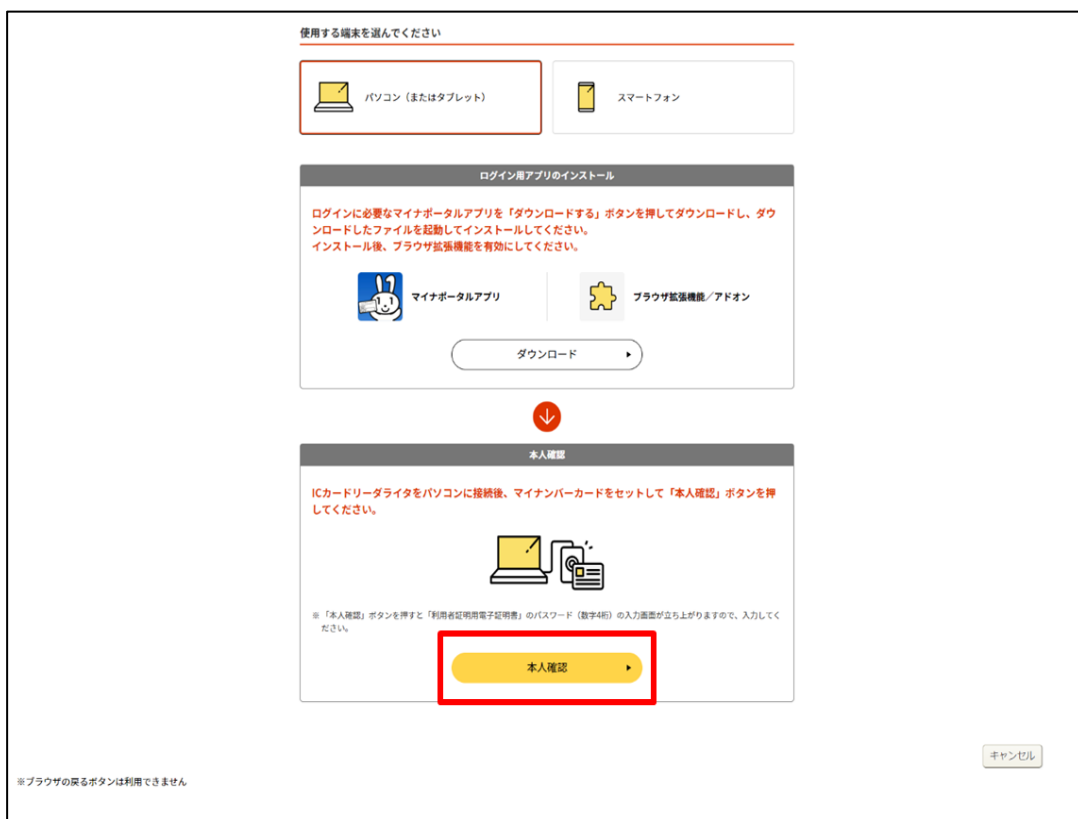 使用する端末を選んでください
パソコン（またはタブレット）
スマートフォン
ログイン用アプリのインストール
ログインに必要なマイナポータルアプリを「ダウンロードする」ボタンを押してダウンロードし、ダウ
ンロードしたファイルを起動してインストールしてください。
インストール後、ブラウザ拡張機能を有効にしてください。
マイナポータルアプリ
ブラウザ拡張機能／アドオン
ダウンロード
本人確認
ICカードリーダライタをパソコンに接続後、マイナンバーカードをセットして「本人確認」ボタンを押
してください。
※「本人確認」ボタンを押すと「利用者証明用電子証明書」のパスワード（数字4桁）の入力画面が立ち上がりますので、入力してく
ださい。
本人確認
キャンセル
※ブラウザの戻るボタンは利用できません